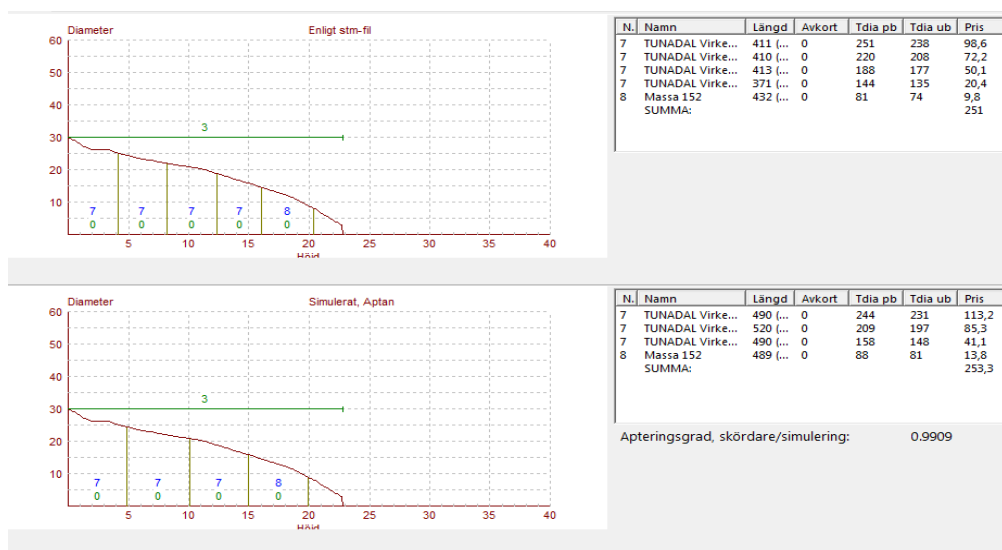 Diameter Enligt stm-fil
60
50
40
30
20
10
3
7 7 7 7 8
0 0 0 0 0
5 10 15 20 25 30 35 40
Höjd
N. Namn Längd Avkort Tdia pb Tdia ub Pris
7 TUNADAL Virke... 411 (... 0 251 238 98,6
7 TUNADAL Virke... 410 (... 0 220 208 72,2
7 TUNADAL Virke... 413 (... 0 188 177 50,1
7 TUNADAL Virke... 371 (... 0 144 135 20,4
8 Massa 152 432 (... 0 81 74 9,8
SUMMA: 251
Diameter Simulerat, Aptan
60
50
40
30
20
10
3
7 7 7 8
0 0 0 0
5 10 15 20 25 30 35 40
Höjd
N. Namn Längd Avkort Tdia pb Tdia ub Pris
7 TUNADAL Virke... 490 (... 0 244 231 113,2
7 TUNADAL Virke... 520 (... 0 209 197 85,3
7 TUNADAL Virke... 490 (... 0 158 148 41,1
8 Massa 152 489 (... 0 88 81 13,8
SUMMA: 253,3
Apteringsgrad, skördare/simulering: 0.9909